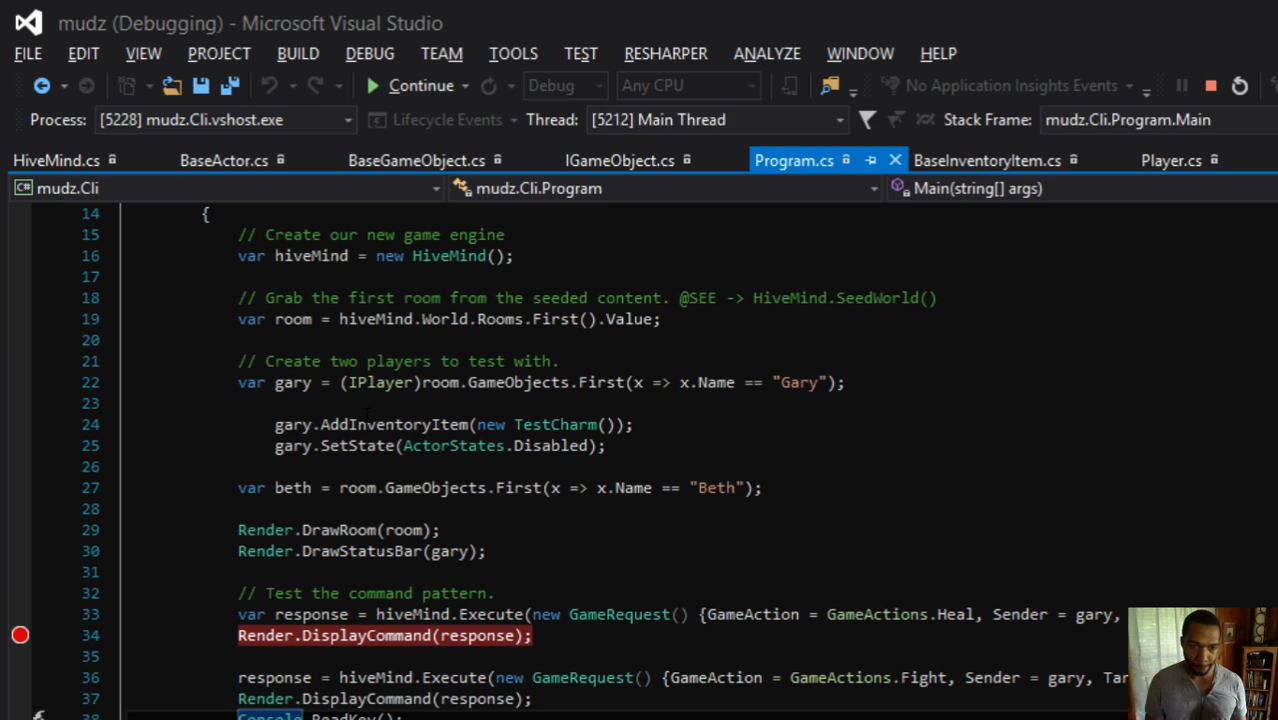 mudz (Debugging) - Microsoft Visual Studio
FILE EDIT VIEW PROJECT BUILD DEBUG TEAM TOOLS TEST RESHARPER ANALYZE WINDOW HELP
Continue Debug Any CPU No Application Insights Events
Process: [5228] mudz.Cli.vshost.exe Lifecycle Events Thread: [5212] Main Thread Stack Frame: mudz.Cli.Program.Main
HiveMind.cs BaseActor.cs BaseGameObject.cs IGameObject.cs Program.cs BaseInventoryItem.cs Player.cs
C# mudz.Cli mudz.Cli.Program Main(string[] args)
14 {
15 // Create our new game engine
16 var hiveMind = new HiveMind();
17
18 // Grab the first room from the seeded content. @SEE -> HiveMind.SeedWorld()
19 var room = hiveMind.World.Rooms.First().Value;
20
21 // Create two players to test with.
22 var gary = (IPlayer)room.GameObjects.First(x => x.Name == "Gary");
23
24 gary.AddInventoryItem(new TestCharm());
25 gary.SetState(ActorStates.Disabled);
26
27 var beth = room.GameObjects.First(x => x.Name == "Beth");
28
29 Render.DrawRoom(room);
30 Render.DrawStatusBar(gary);
31
32 // Test the command pattern.
33 var response = hiveMind.Execute(new GameRequest() {GameAction = GameActions.Heal, Sender = gary,
34 Render.DisplayCommand(response);
35
36 response = hiveMind.Execute(new GameRequest() {GameAction = GameActions.Fight, Sender = gary, Tar
37 Render.DisplayCommand(response);
38 Console.ReadKey();